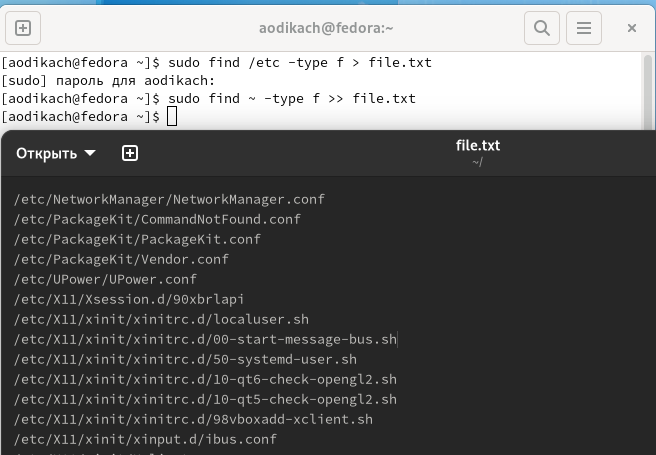 aodikach@fedora:~
[aodikach@fedora ~]$ sudo find /etc -type f > file.txt
[sudo] пароль для aodikach:
[aodikach@fedora ~]$ sudo find ~ -type f >> file.txt
[aodikach@fedora ~]$
Открыть
file.txt
~/
/etc/NetworkManager/NetworkManager.conf
/etc/PackageKit/CommandNotFound.conf
/etc/PackageKit/PackageKit.conf
/etc/PackageKit/Vendor.conf
/etc/UPower/UPower.conf
/etc/X11/Xsession.d/90xbrlapi
/etc/X11/xinit/xinitrc.d/localuser.sh
/etc/X11/xinit/xinitrc.d/00-start-message-bus.sh
/etc/X11/xinit/xinitrc.d/50-systemd-user.sh
/etc/X11/xinit/xinitrc.d/10-qt6-check-opengl2.sh
/etc/X11/xinit/xinitrc.d/10-qt5-check-opengl2.sh
/etc/X11/xinit/xinitrc.d/98vboxadd-xclient.sh
/etc/X11/xinit/xinput.d/ibus.conf